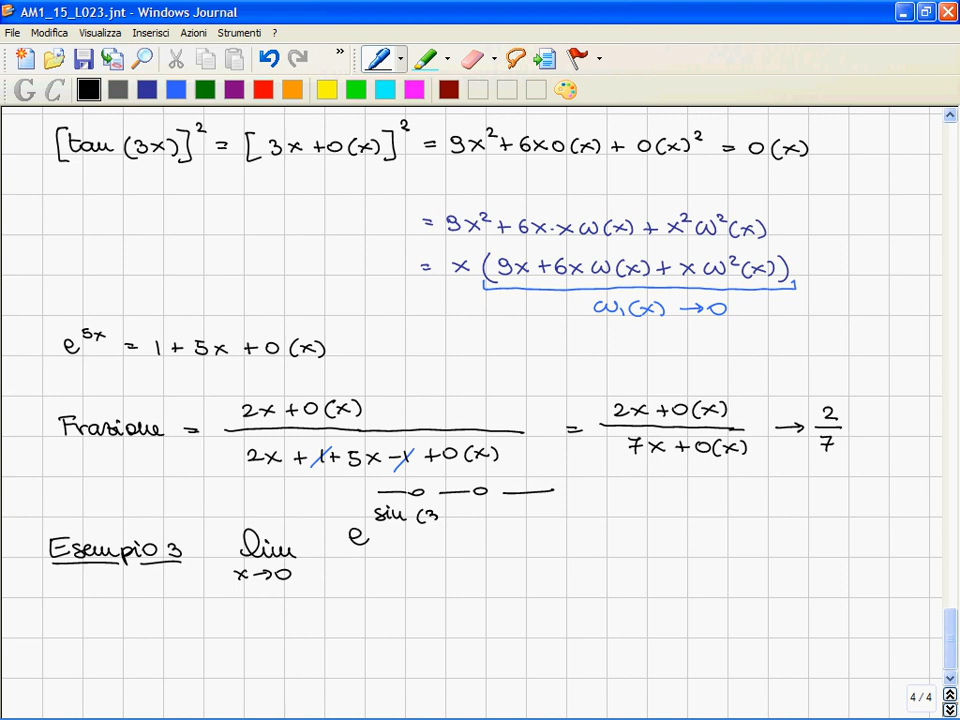 AM1_15_L023.jnt - Windows Journal
File Modifica Visualizza Inserisci Azioni Strumenti ?
[tan (3x)]² = [3x + o(x)]² = 9x² + 6x o(x) + o(x)² = o(x)
= 9x² + 6x·x ω(x) + x² ω²(x)
= x (9x + 6x ω(x) + x ω²(x))
ω₁(x) → 0
e^5x = 1 + 5x + o(x)
Frazione = (2x + o(x)) / (2x + 1 + 5x - 1 + o(x)) = (2x + o(x)) / (7x + o(x)) → 2/7
Esempio 3 lim x→0 e^sin (3
4 / 4